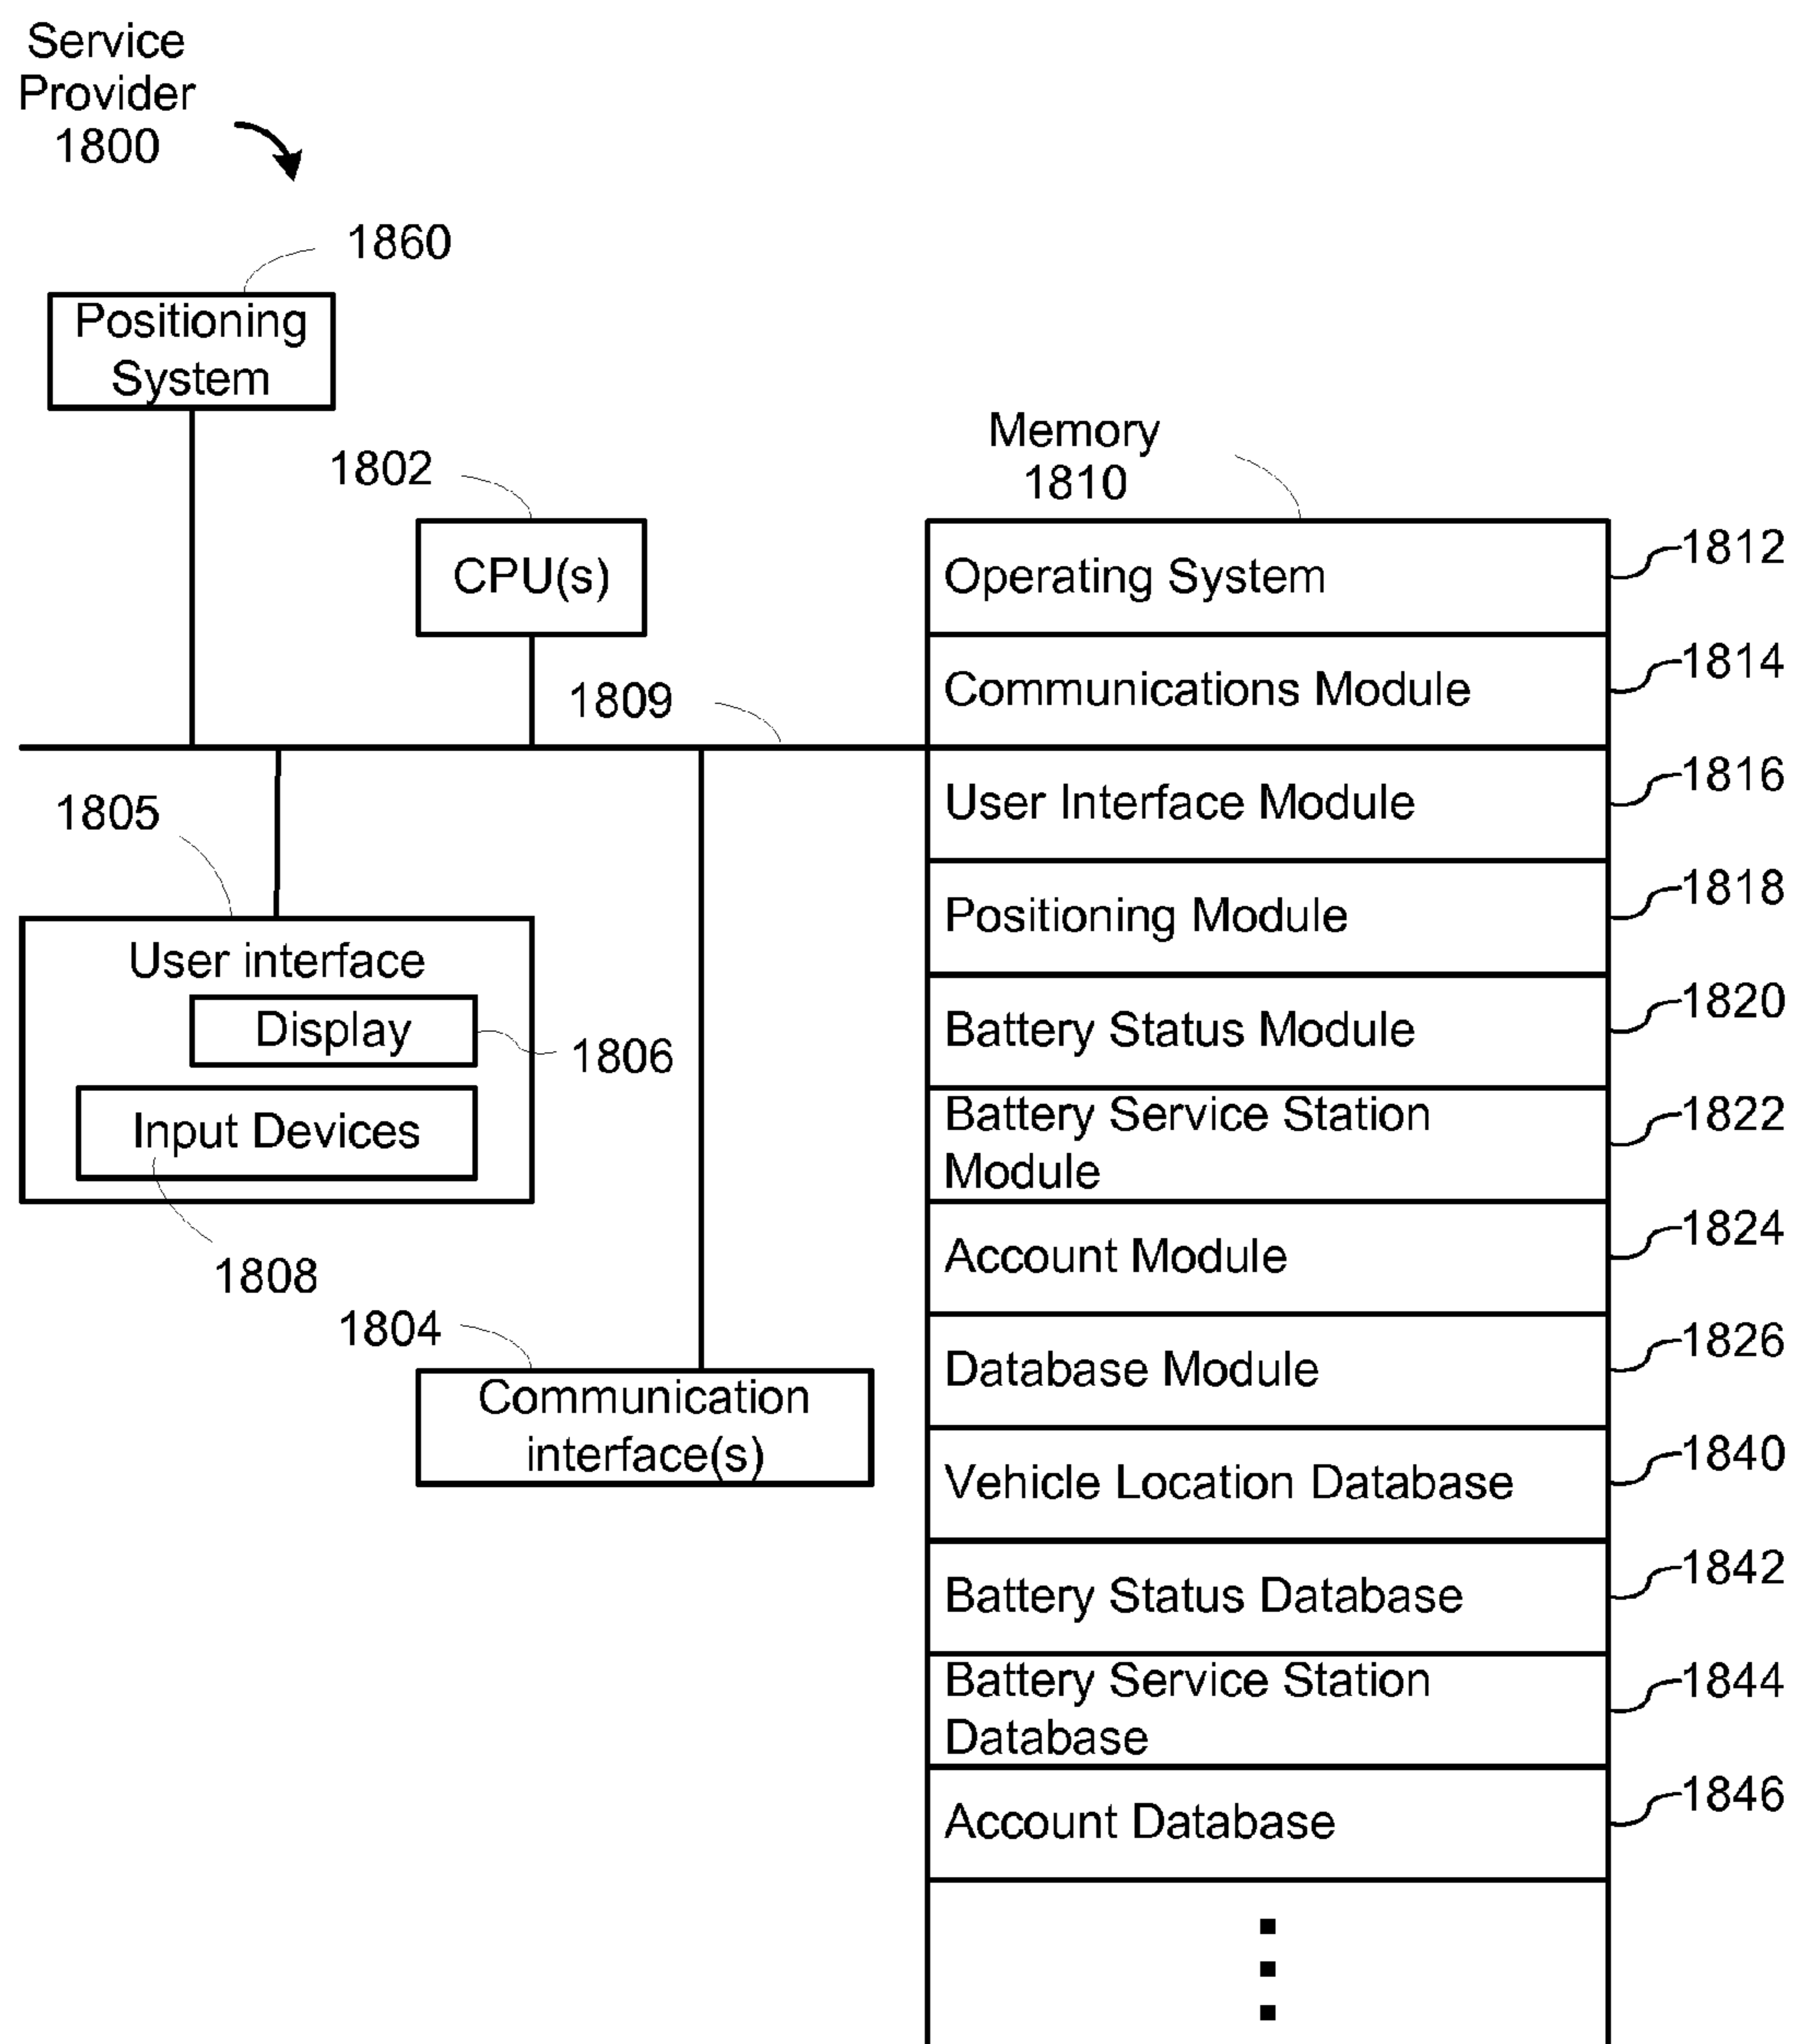 Service
Provider
1800
1860
Positioning
System
1802
CPU(s)
1809
1805
User interface
Display
1806
Input Devices
1808
1804
Communication
interface(s)
Memory
1810
Operating System
1812
Communications Module
1814
User Interface Module
1816
Positioning Module
1818
Battery Status Module
1820
Battery Service Station
Module
1822
Account Module
1824
Database Module
1826
Vehicle Location Database
1840
Battery Status Database
1842
Battery Service Station
Database
1844
Account Database
1846